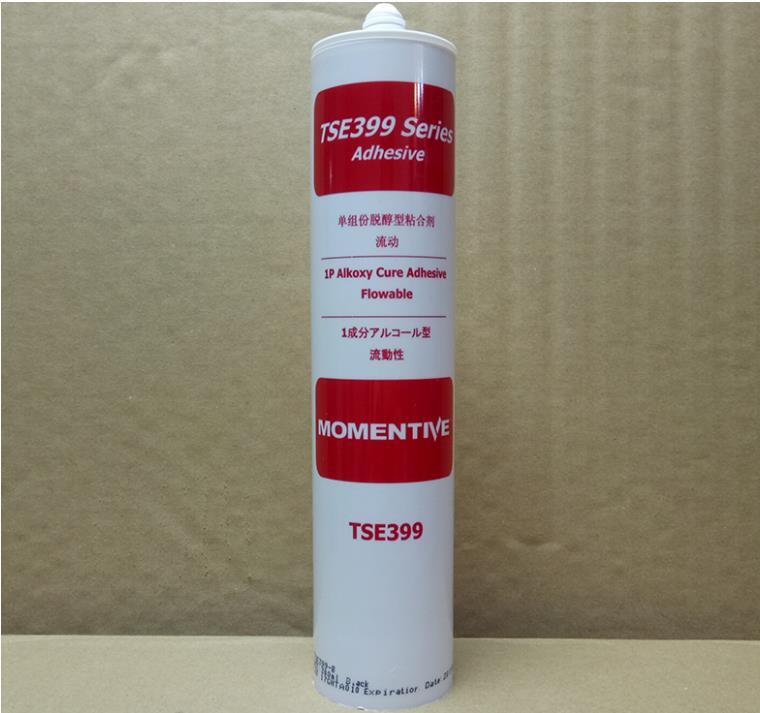 TSE399 Series
Adhesive
单组份脱醇型粘合剂
流动
1P Alkoxy Cure Adhesive
Flowable
1成分アルコール型
流動性
MOMENTIVE
TSE399
Expiration Date